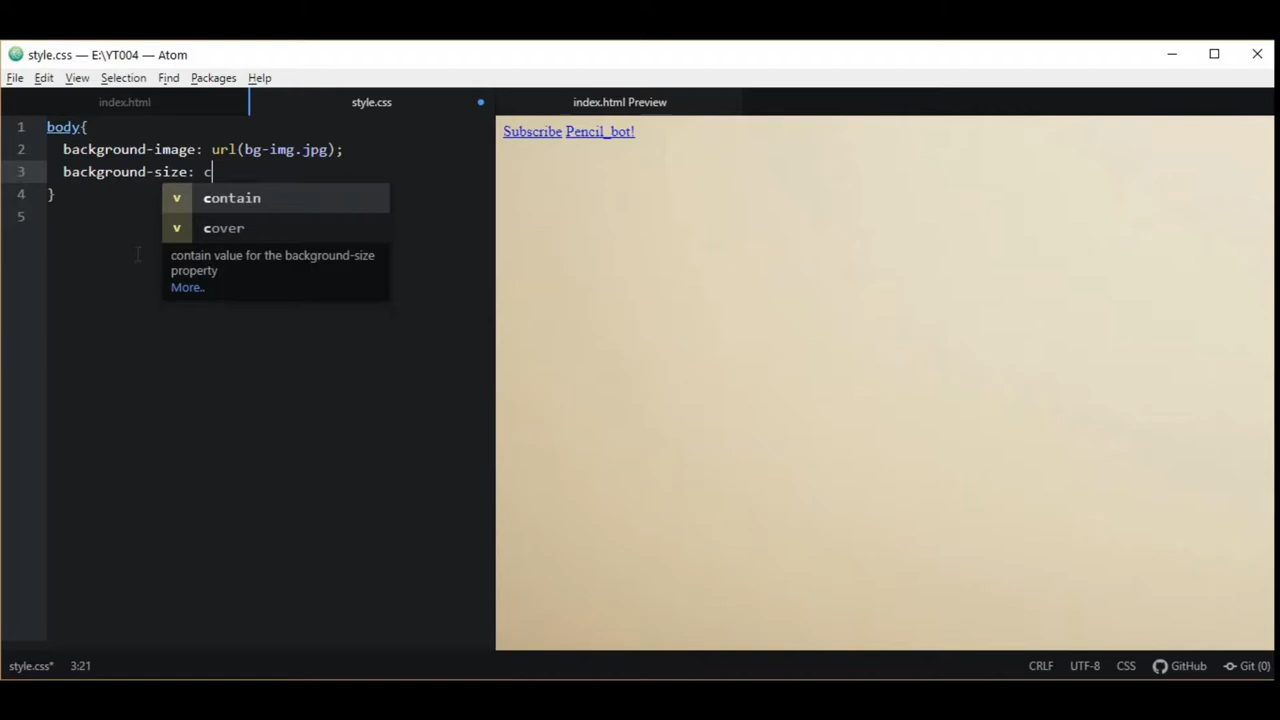 style.css — E:\YT004 — Atom
File Edit View Selection Find Packages Help
index.html style.css index.html Preview
1 body{
2 background-image: url(bg-img.jpg);
3 background-size: c
4 }
5
v contain
v cover
contain value for the background-size
property
More..
Subscribe Pencil_bot!
style.css* 3:21 CRLF UTF-8 CSS GitHub Git (0)